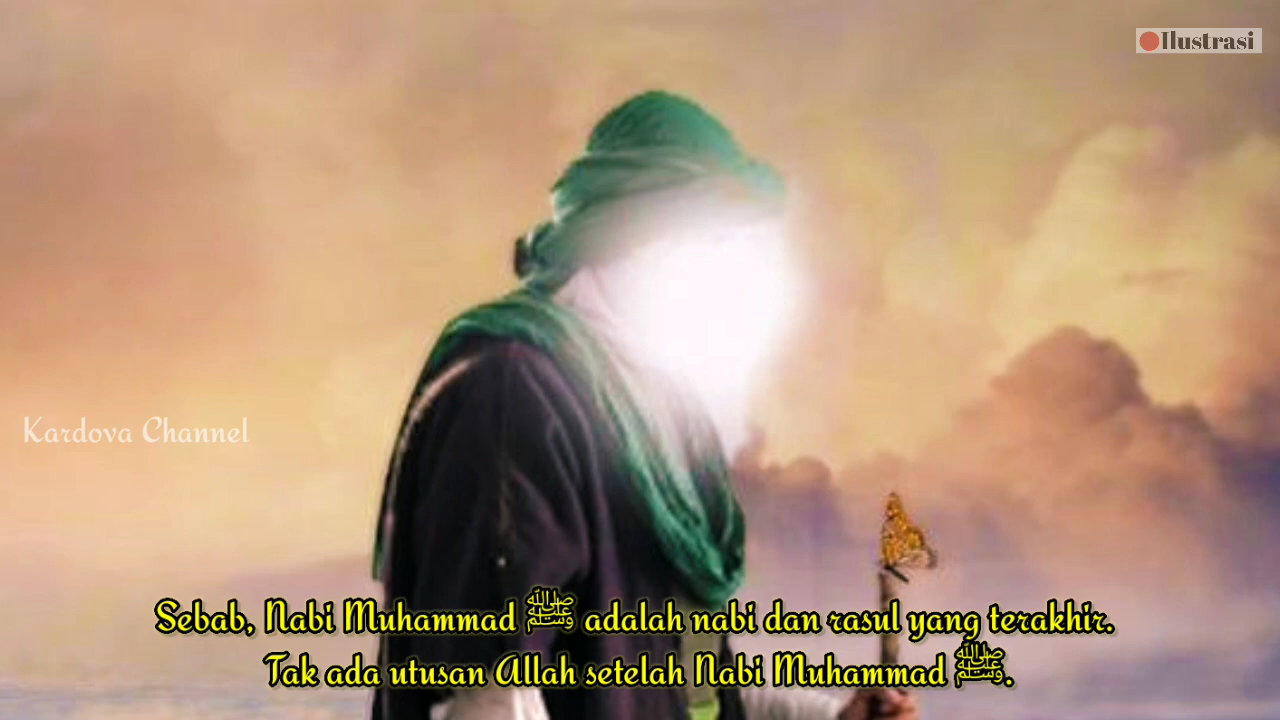 Ilustrasi
Kardova Channel
Sebab, Nabi Muhammad ﷺ adalah nabi dan rasul yang terakhir.
Tak ada utusan Allah setelah Nabi Muhammad ﷺ.